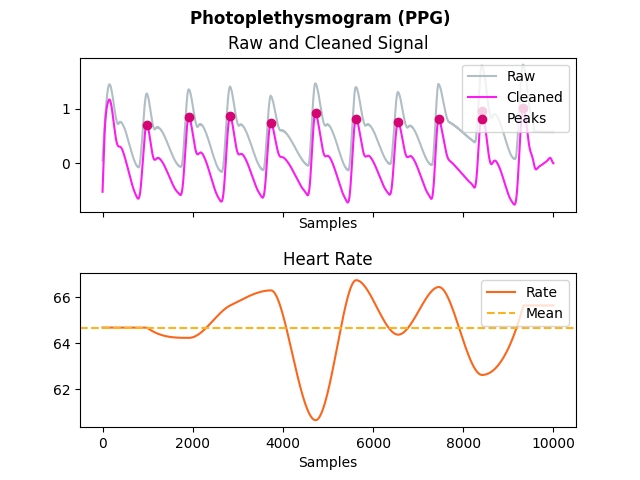 Photoplethysmogram (PPG)
Raw and Cleaned Signal
Raw
Cleaned
Peaks
1
0
Samples
Heart Rate
Rate
Mean
66
64
62
0 2000 4000 6000 8000 10000
Samples